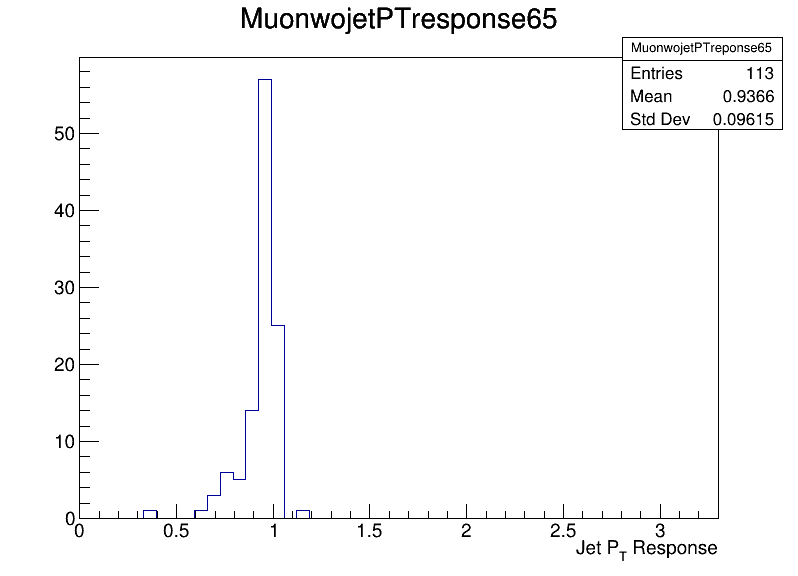 MuonwojetPTresponse65
MuonwojetPTreponse65
Entries 113
Mean 0.9366
Std Dev 0.09615
50
40
30
20
10
0
0 0.5 1 1.5 2 2.5 3
Jet PT Response